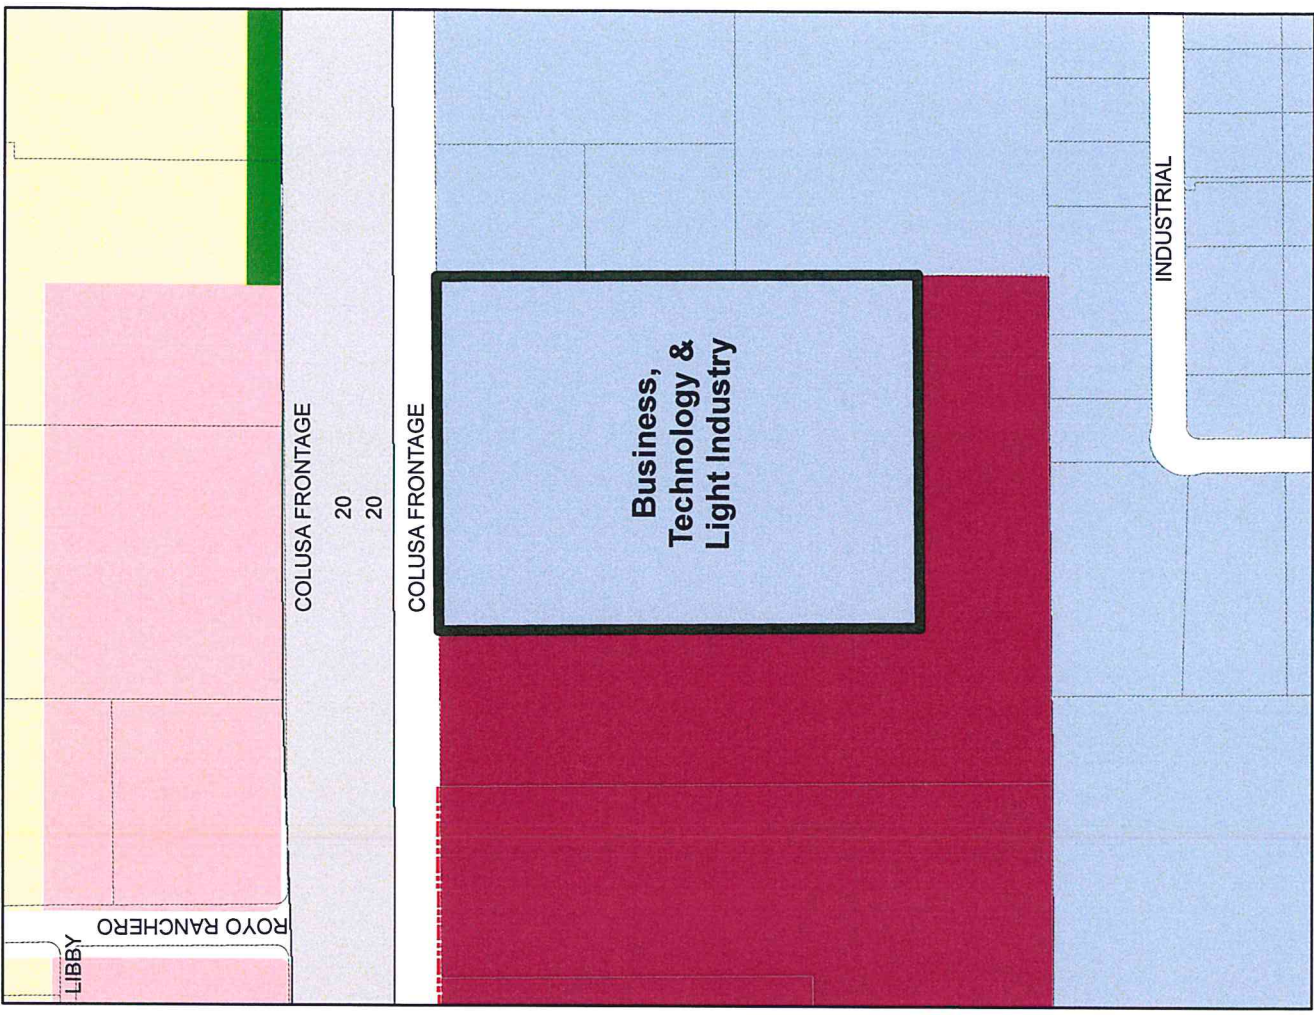 LIBBY
ROYO RANCHERO
COLUSA FRONTAGE
20
20
COLUSA FRONTAGE
Business,
Technology &
Light Industry
INDUSTRIAL